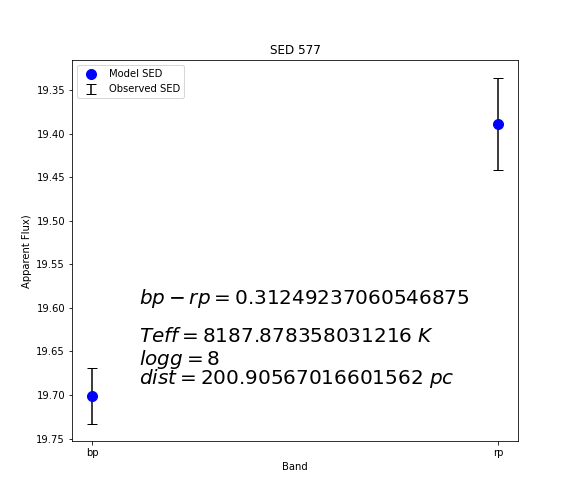 SED 577
Model SED
Observed SED
19.35
19.40
19.45
19.50
19.55
19.60
19.65
19.70
19.75
Apparent Flux)
bp − rp = 0.31249237060546875
Teff = 8187.878358031216 K
logg = 8
dist = 200.90567016601562 pc
bp
rp
Band